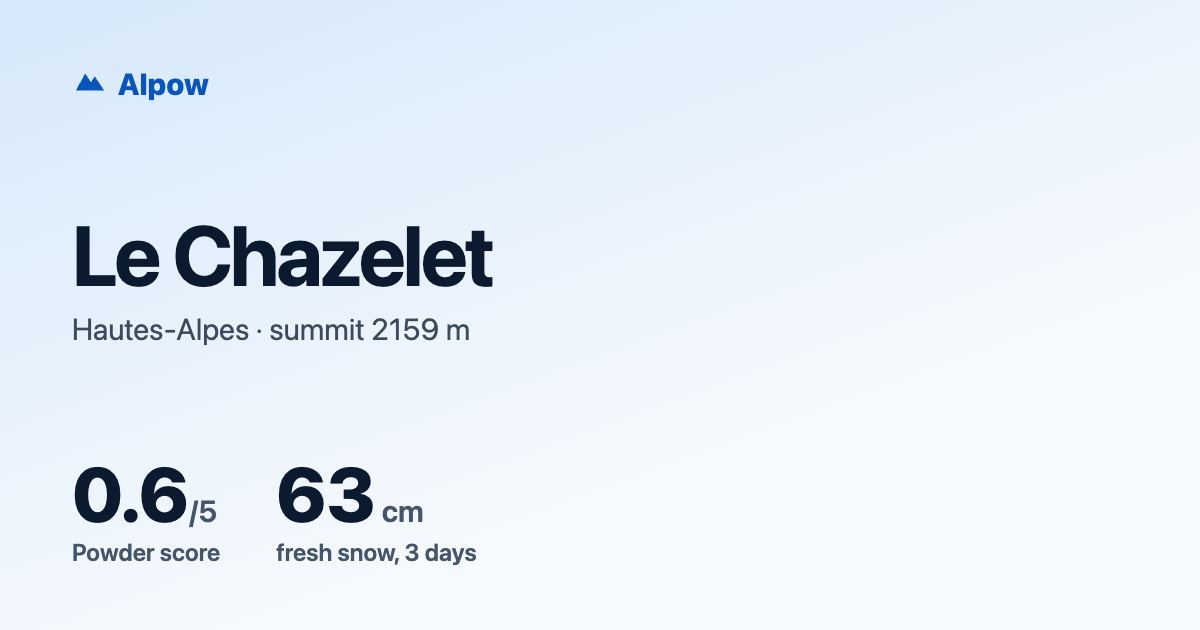 Alpow
Le Chazelet
Hautes-Alpes · summit 2159 m
0.6/5 63 cm
Powder score fresh snow, 3 days